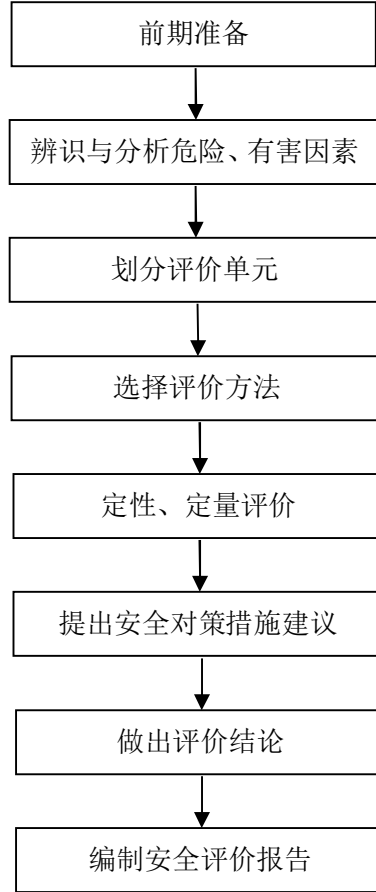 前期准备
辨识与分析危险、有害因素
划分评价单元
选择评价方法
定性、定量评价
提出安全对策措施建议
做出评价结论
编制安全评价报告